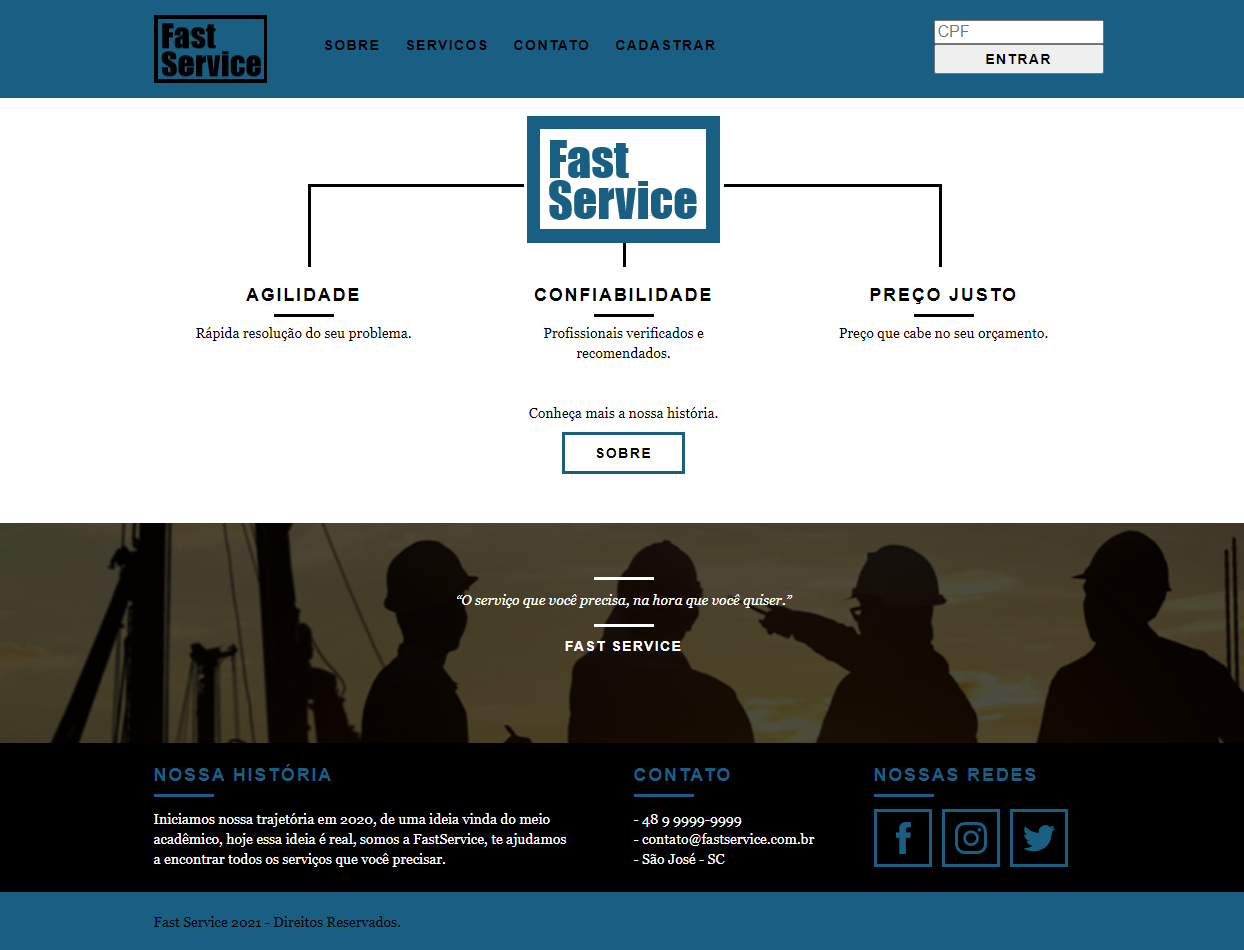 Fast
Service
SOBRE SERVICOS CONTATO CADASTRAR
CPF
ENTRAR
Fast
Service
AGILIDADE
Rápida resolução do seu problema.
CONFIABILIDADE
Profissionais verificados e
recomendados.
PREÇO JUSTO
Preço que cabe no seu orçamento.
Conheça mais a nossa história.
SOBRE
“O serviço que você precisa, na hora que você quiser.”
FAST SERVICE
NOSSA HISTÓRIA
Iniciamos nossa trajetória em 2020, de uma ideia vinda do meio
acadêmico, hoje essa ideia é real, somos a FastService, te ajudamos
a encontrar todos os serviços que você precisar.
CONTATO
- 48 9 9999-9999
- contato@fastservice.com.br
- São José - SC
NOSSAS REDES
Fast Service 2021 - Direitos Reservados.